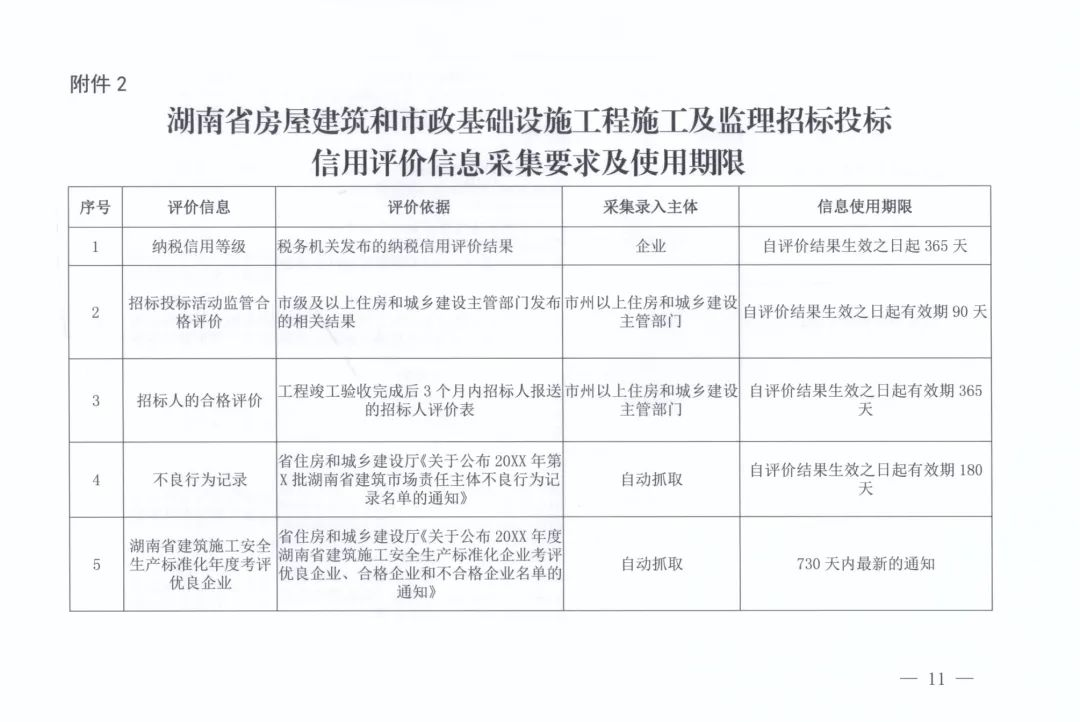 附件 2
湖南省房屋建筑和市政基础设施工程施工及监理招标投标
信用评价信息采集要求及使用期限
序号 评价信息 评价依据 采集录入主体 信息使用期限
1 纳税信用等级 税务机关发布的纳税信用评价结果 企业 自评价结果生效之日起 365 天
2
招标投标活动监管合
格评价
市级及以上住房和城乡建设主管部门发布
的相关结果
市州以上住房和城乡建设
主管部门
自评价结果生效之日起有效期 90 天
3
招标人的合格评价
工程竣工验收完成后 3 个月内招标人报送
的招标人评价表
市州以上住房和城乡建设
主管部门
自评价结果生效之日起有效期 365
天
4
不良行为记录
省住房和城乡建设厅《关于公布 20XX 年第
X 批湖南省建筑市场责任主体不良行为记
录名单的通知》
自动抓取
自评价结果生效之日起有效期 180
天
5
湖南省建筑施工安全
生产标准化年度考评
优良企业
省住房和城乡建设厅《关于公布 20XX 年度
湖南省建筑施工安全生产标准化企业考评
优良企业、合格企业和不合格企业名单的
通知》
自动抓取
730 天内最新的通知
— 11 —